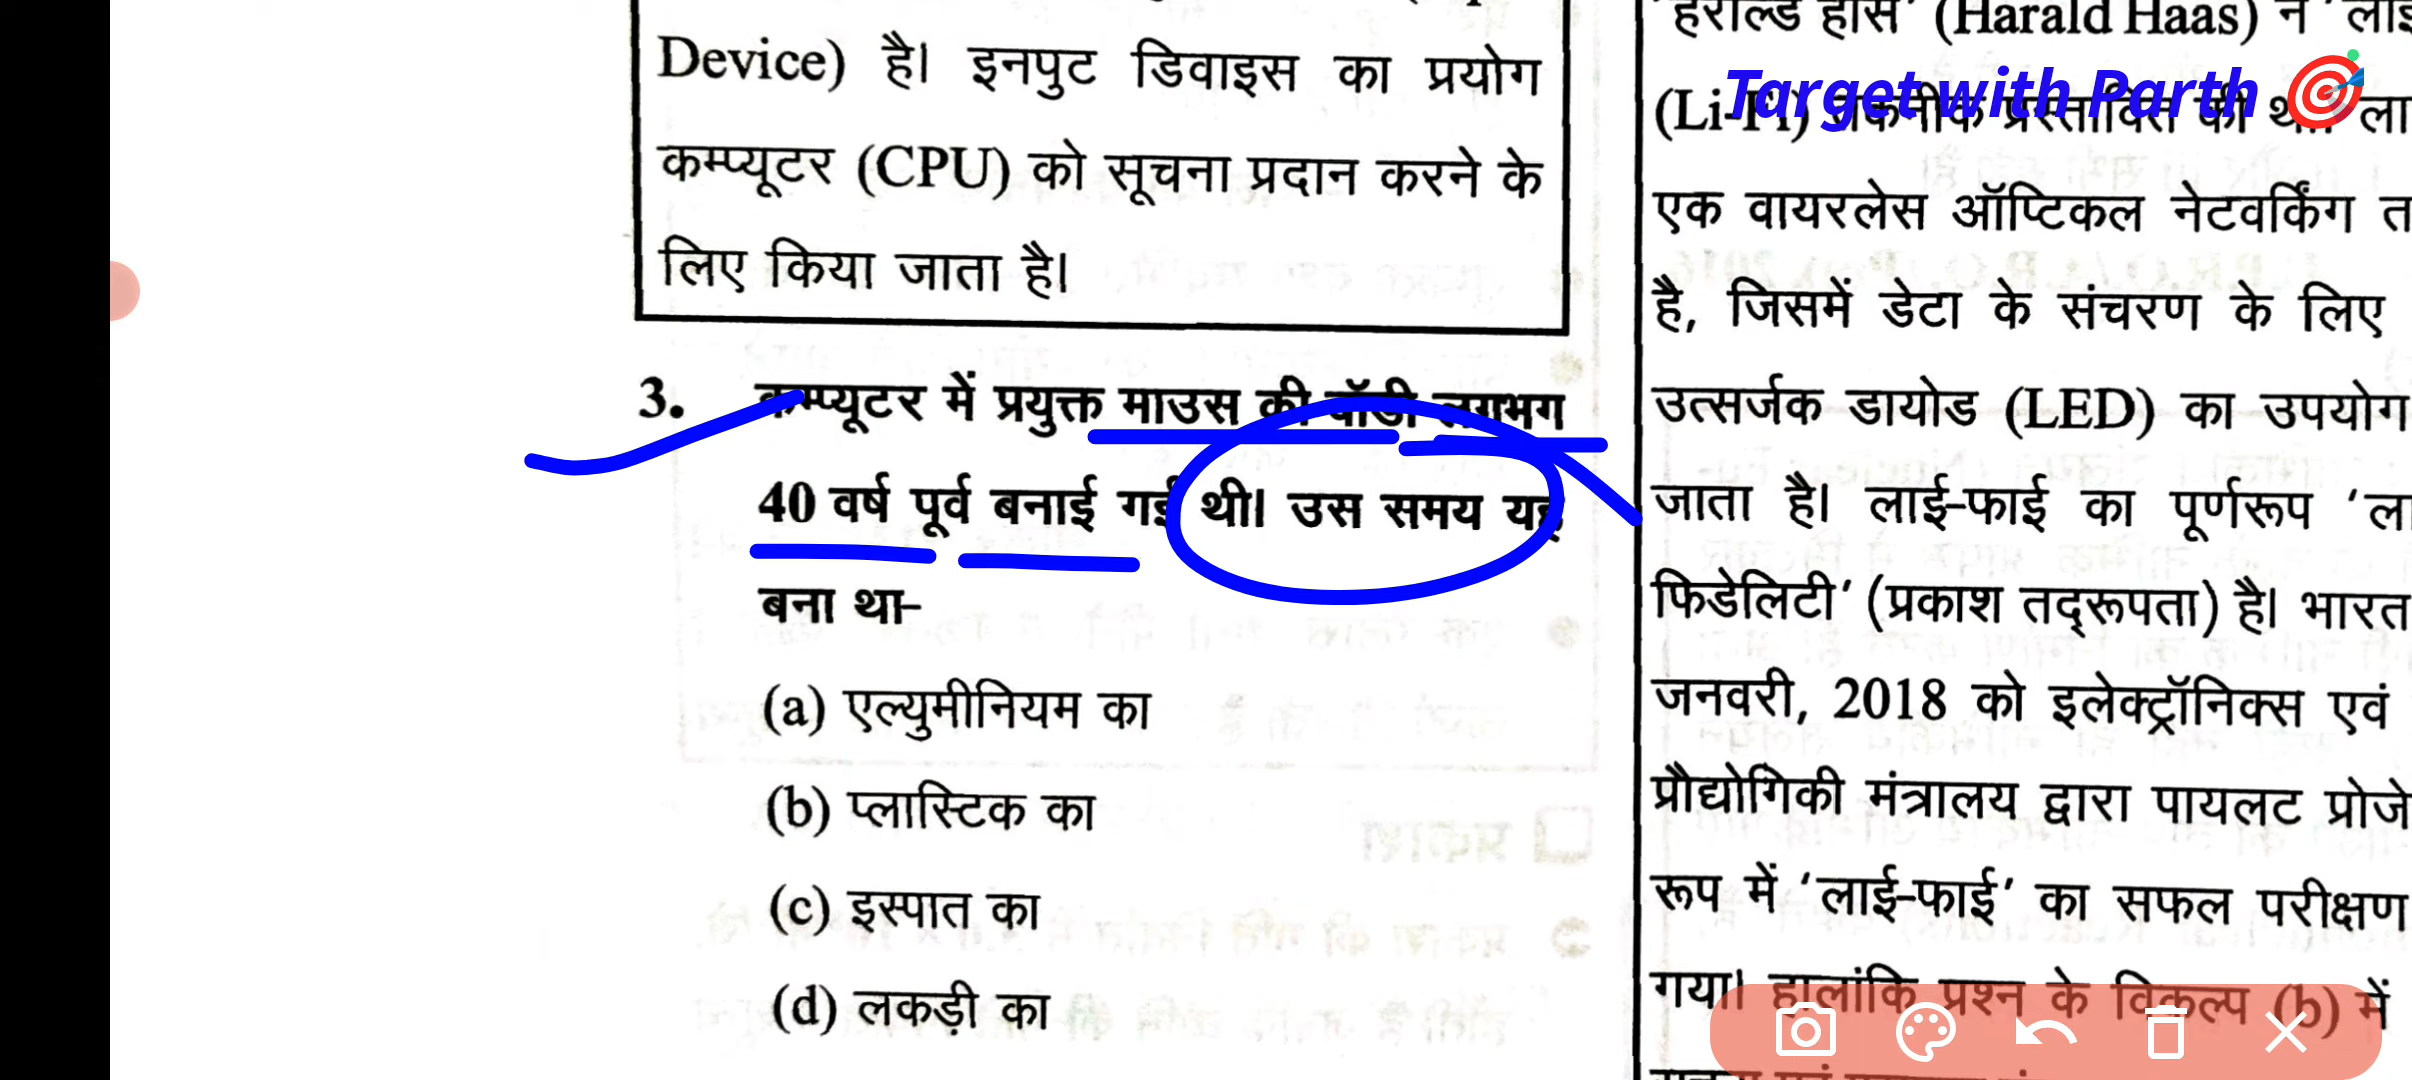 Device) है। इनपुट डिवाइस का प्रयोग
कम्प्यूटर (CPU) को सूचना प्रदान करने के
लिए किया जाता है।
3. कम्प्यूटर में प्रयुक्त माउस की बॉडी लगभग
40 वर्ष पूर्व बनाई गई थी। उस समय यह
बना था-
(a) एल्युमीनियम का
(b) प्लास्टिक का
(c) इस्पात का
(d) लकड़ी का
'हेराल्ड हास' (Harald Haas) ने
Target with Parth
(Li-Fi) तकनीक प्रस्तावित की
एक वायरलेस ऑप्टिकल नेटवर्किंग
है, जिसमें डेटा के संचरण के लिए
उत्सर्जक डायोड (LED) का उपयोग
जाता है। लाई-फाई का पूर्णरूप
फिडेलिटी' (प्रकाश तद्रूपता) है। भारत
जनवरी, 2018 को इलेक्ट्रॉनिक्स एवं
प्रौद्योगिकी मंत्रालय द्वारा पायलट
रूप में 'लाई-फाई' का सफल परीक्षण
गया। हालांकि प्रश्न के विकल्प (b) में